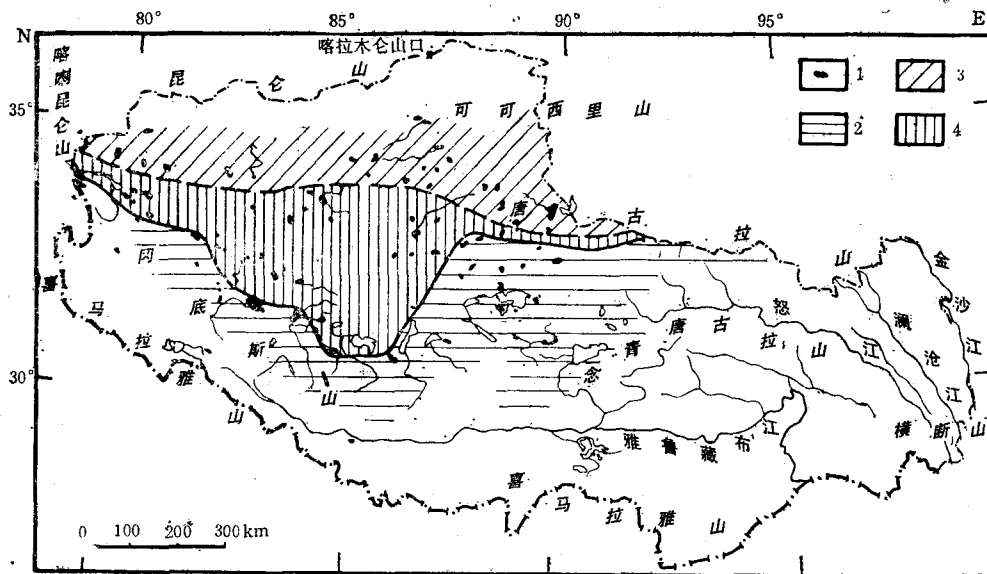 80°
85°
90°
95°
N
E
喀拉木仑山口
喀喇昆仑山
昆仑山
35°
可可西里山
1
3
2
4
唐古拉山
冈底斯山
喜马拉雅山
金沙江
澜沧江
怒江
念青唐古拉山
30°
横断山
雅鲁藏布江
喜马拉雅山
0 100 200 300 km